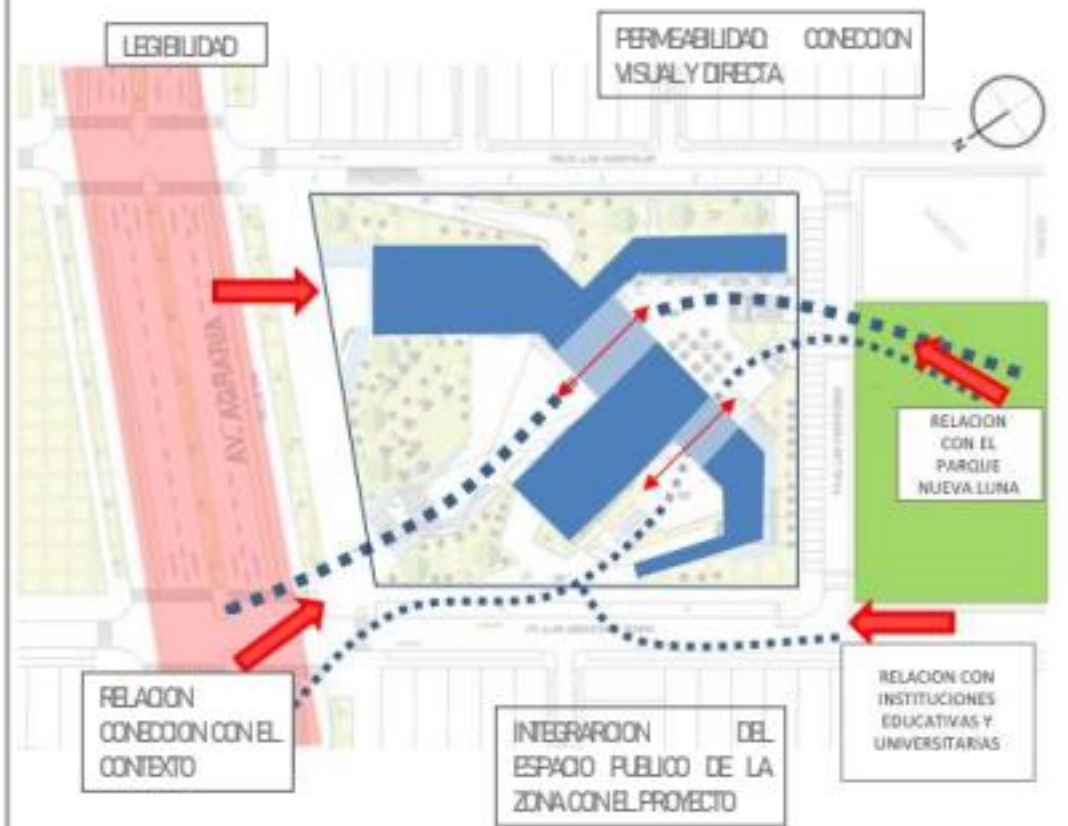 LEGIBILIDAD
PERMEABILIDAD. CONECCION
VISUAL Y DIRECTA
N
AV. AGRARIA
RELACION
CON EL
PARQUE
NUEVA LUNA
RELACION
CONECCION CON EL
CONTEXTO
INTEGRARCION DEL
ESPACIO PUBLICO DE LA
ZONA CON EL PROYECTO
RELACION CON
INSTITUCIONES
EDUCATIVAS Y
UNIVERSITARIAS